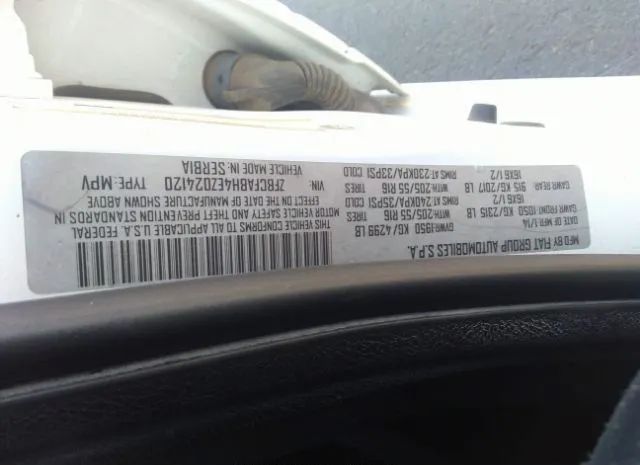 MFD BY FIAT GROUP AUTOMOBILES S.P.A.
DATE OF MFR 1/14 GVWR: 1950 KG/ 4299 LB
GAWR FRONT 1050 KG/ 2315 LB WITH: 205/55 R16 TIRES
16X6 1/2 RIMS AT 240KPA/35PSI COLD
GAWR REAR 915 KG/2017 LB WITH: 205/55 R16 TIRES
16X6 1/2 RIMS AT 230KPA/33PSI COLD
THIS VEHICLE CONFORMS TO ALL APPLICABLE U.S.A. FEDERAL
MOTOR VEHICLE SAFETY AND THEFT PREVENTION STANDARDS IN
EFFECT ON THE DATE OF MANUFACTURE SHOWN ABOVE
VIN: ZFBCFABH4EZ024120 TYPE: MPV
VEHICLE MADE IN: SERBIA